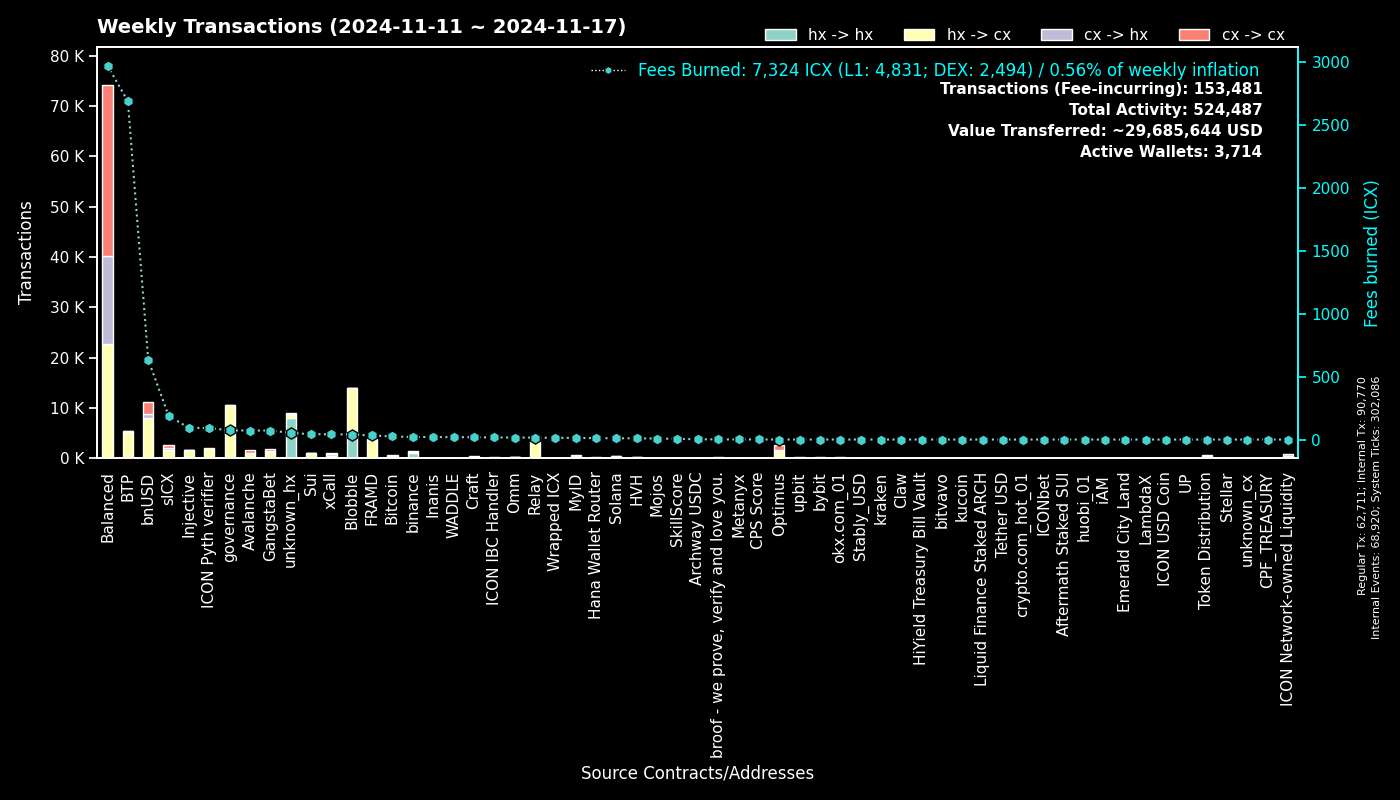 Weekly Transactions (2024-11-11 ~ 2024-11-17)
hx -> hx
hx -> cx
cx -> hx
cx -> cx
Fees Burned: 7,324 ICX (L1: 4,831; DEX: 2,494) / 0.56% of weekly inflation
Transactions (Fee-incurring): 153,481
Total Activity: 524,487
Value Transferred: ~29,685,644 USD
Active Wallets: 3,714
Transactions
80 K
70 K
60 K
50 K
40 K
30 K
20 K
10 K
0 K
3000
2500
2000
1500
1000
500
0
Fees burned (ICX)
Regular Tx: 62,711; Internal Tx: 90,770
Internal Events: 68,920; System Ticks: 302,086
Balanced
BTP
bnUSD
sICX
Injective
ICON Pyth verifier
governance
Avalanche
GangstaBet
unknown_hx
Sui
xCall
Blobble
FRAMD
Bitcoin
binance
Inanis
WADDLE
Craft
ICON IBC Handler
Omm
Relay
Wrapped ICX
MyID
Hana Wallet Router
Solana
HVH
Mojos
SkillScore
Archway USDC
broof - we prove, verify and love you.
Metanyx
CPS Score
Optimus
upbit
bybit
okx.com_01
Stably_USD
kraken
Claw
HiYield Treasury Bill Vault
bitvavo
kucoin
Liquid Finance Staked ARCH
Tether USD
crypto.com_hot_01
ICONbet
Aftermath Staked SUI
huobi_01
iAM
Emerald City Land
LambdaX
ICON USD Coin
UP
Token Distribution
Stellar
unknown_cx
CPF_TREASURY
ICON Network-owned Liquidity
Source Contracts/Addresses